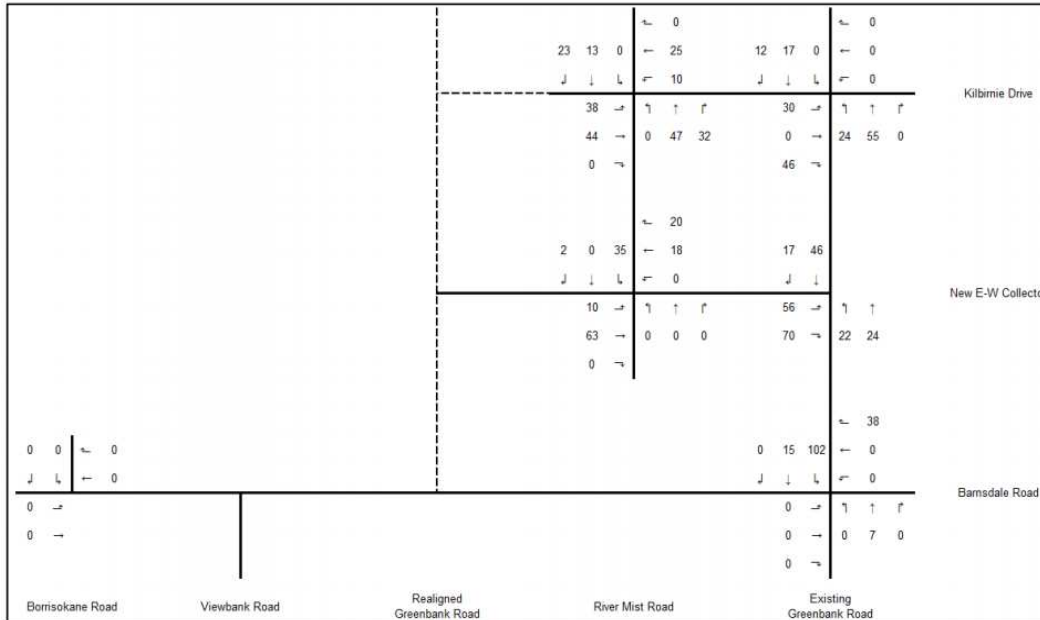 0 0
23 13 0 25 12 17 0 0
10 0
Kilbirnie Drive
38 30
44 0 47 32 0 24 55 0
0 46
20
2 0 35 18 17 46
0
New E-W Collecto
10 56
63 0 0 0 70 22 24
0
38
0 0 0 0 15 102 0
0 0
Barnsdale Road
0 0
0 0 0 7 0
0
Borrisokane Road Viewbank Road Realigned Greenbank Road River Mist Road Existing Greenbank Road